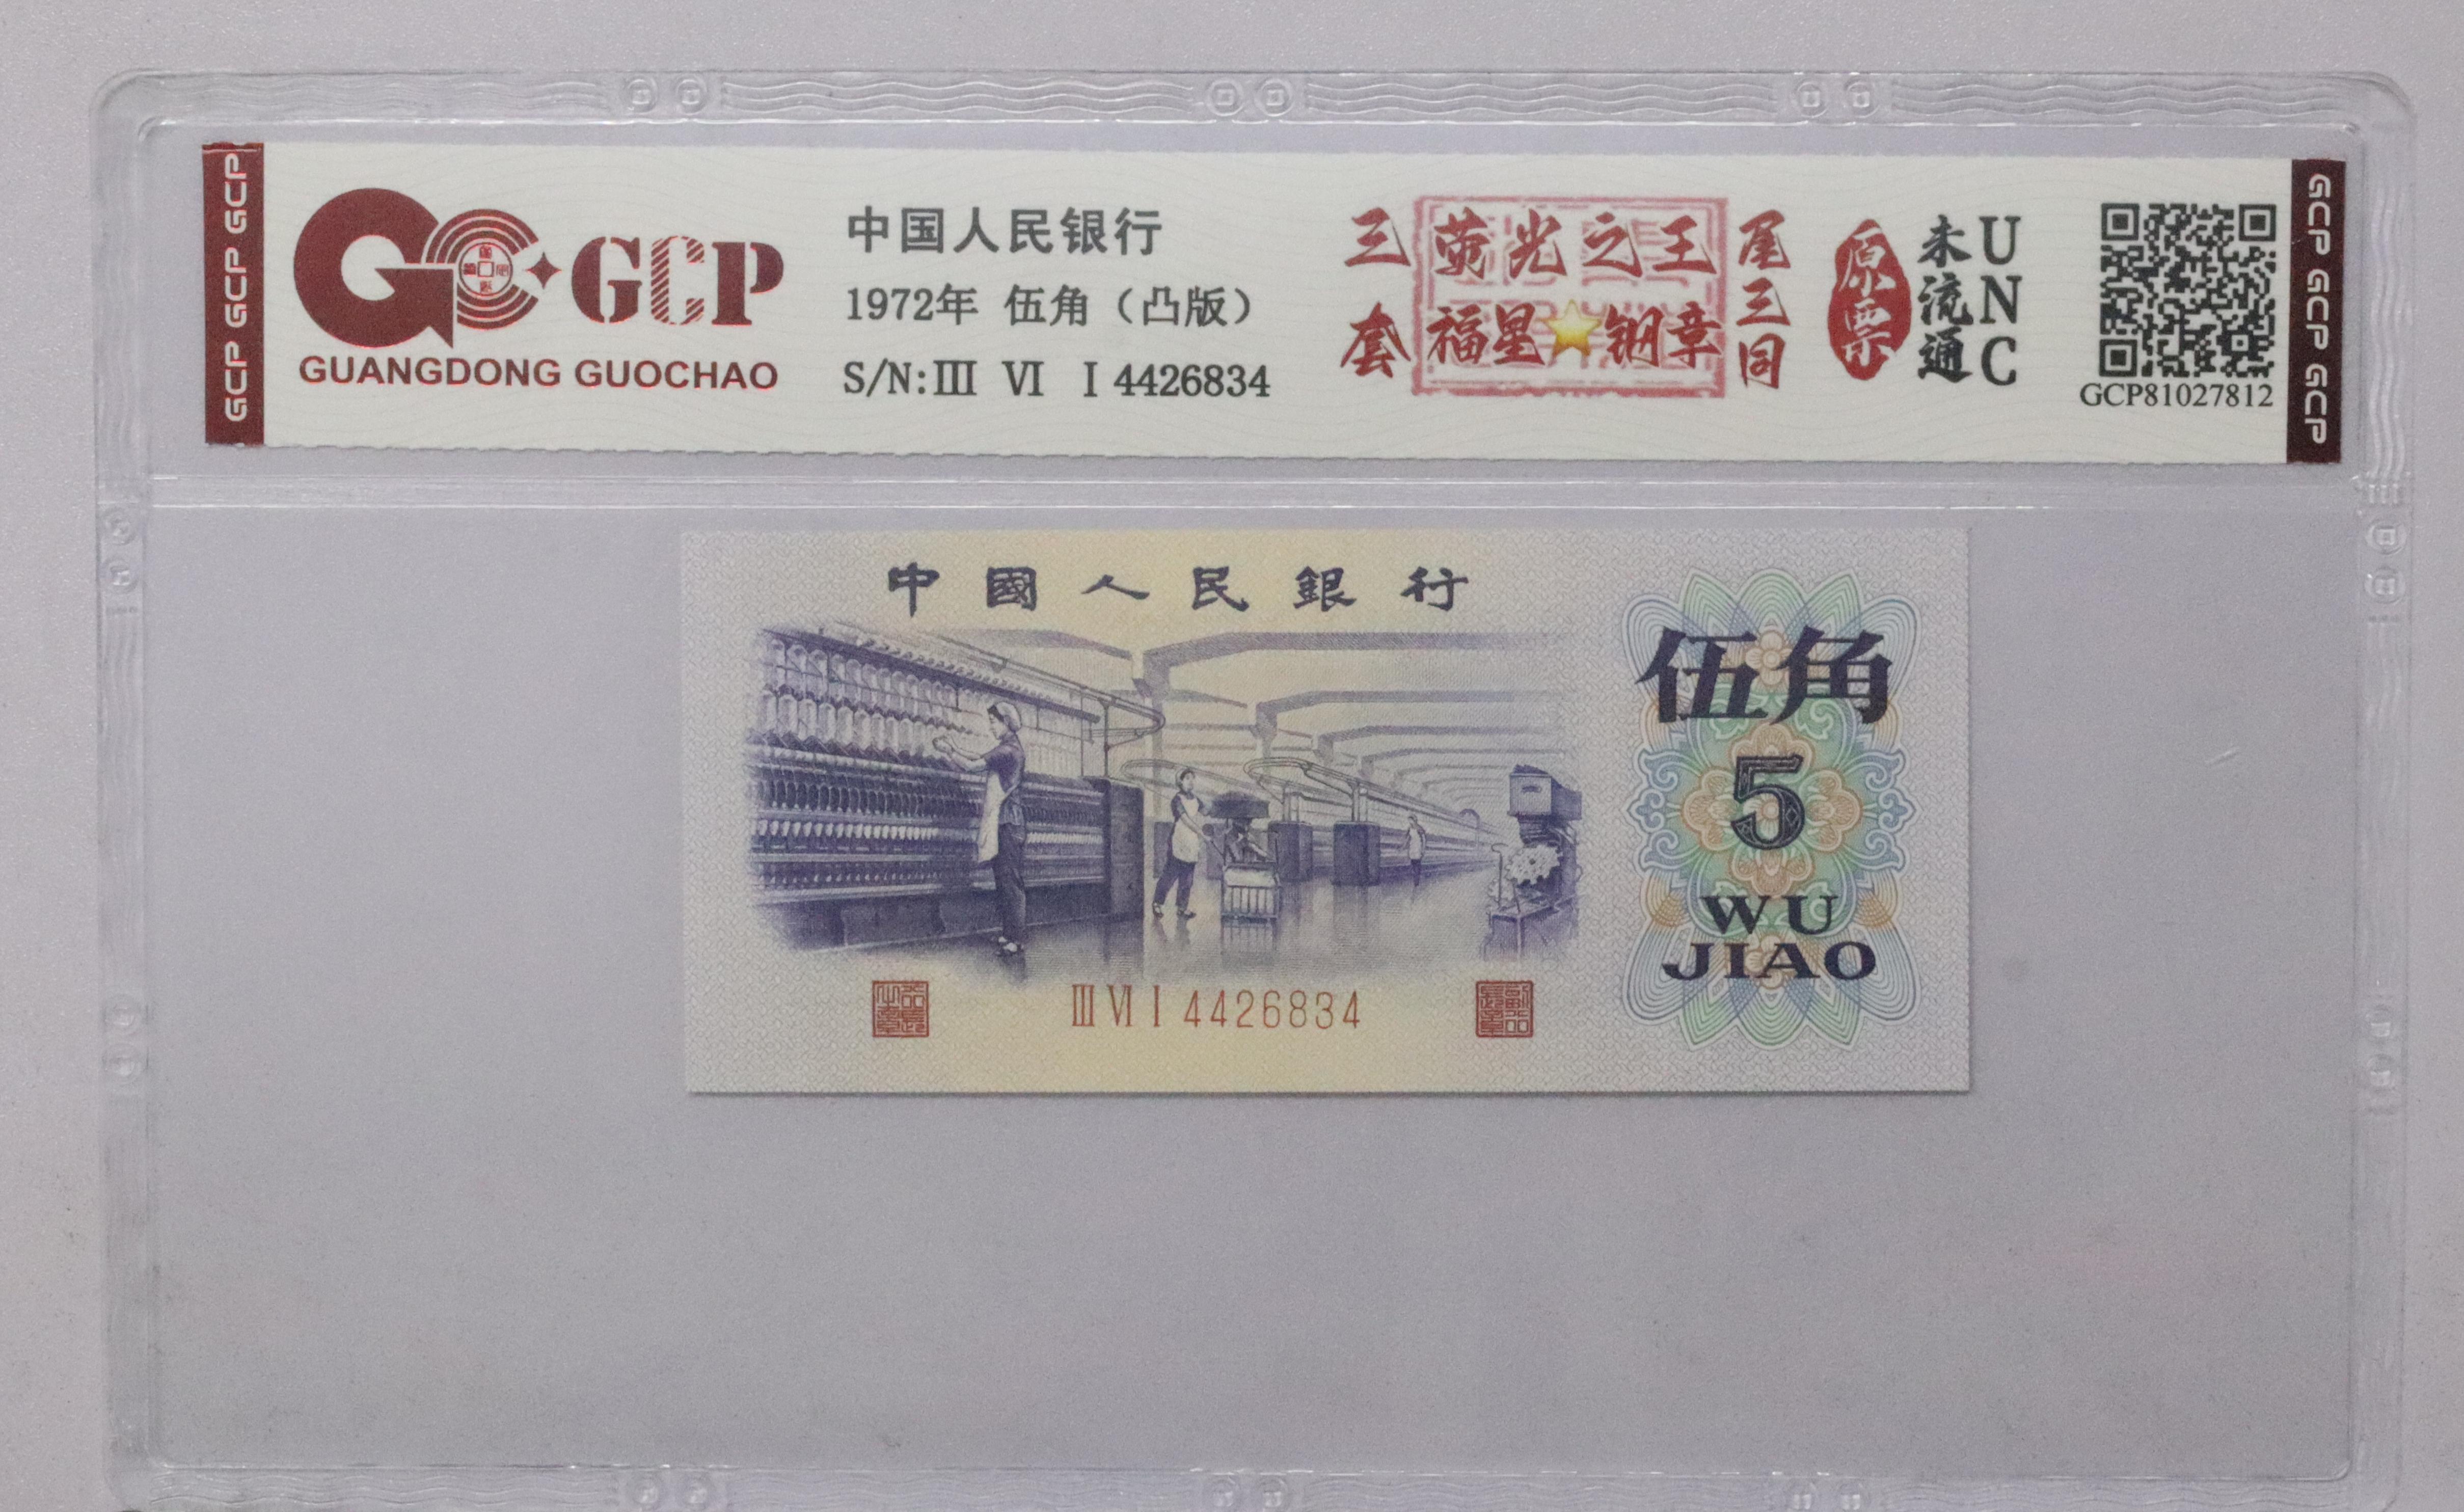 GCP GCP GCP
GCP
GUANGDONG GUOCHAO
中国人民银行
1972年 伍角（凸版）
S/N:Ⅲ Ⅵ Ⅰ 4426834
三套
荧光之王
福星⭐钢章
尾三同
原票
未流通
UNC
GCP81027812
GCP GCP GCP
中國人民銀行
伍角
5
WU
JIAO
ⅢⅥⅠ4426834